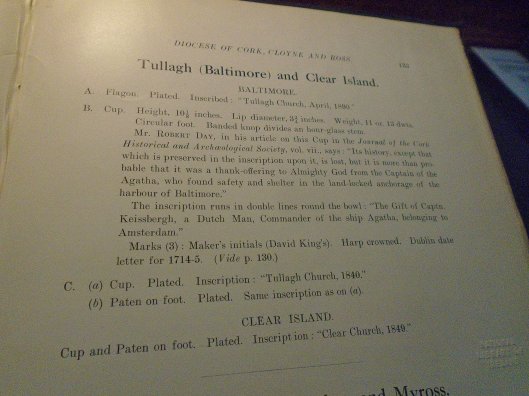 DIOCESE OF CORK, CLOYNE AND ROSS
Tullagh (Baltimore) and Clear Island.
BALTIMORE.
A. Flagon. Plated. Inscribed: "Tullagh Church, April, 1890."
B. Cup. Height, 10¼ inches. Lip diameter, 3¾ inches. Weight, 11 oz. 13 dwts.
Circular foot. Banded knop divides an hour-glass stem.
Mr. ROBERT DAY, in his article on this Cup in the Journal of the Cork
Historical and Archæological Society, vol. vii., says: "Its history, except that
which is preserved in the inscription upon it, is lost, but it is more than pro-
bable that it was a thank-offering to Almighty God from the Captain of the
Agatha, who found safety and shelter in the land-locked anchorage of the
harbour of Baltimore."
The inscription runs in double lines round the bowl: "The Gift of Captn.
Keissbergh, a Dutch Man, Commander of the ship Agatha, belonging to
Amsterdam."
Marks (3): Maker's initials (David King's). Harp crowned. Dublin date
letter for 1714-5. (Vide p. 130.)
C. (a) Cup. Plated. Inscription: "Tullagh Church, 1840."
(b) Paten on foot. Plated. Same inscription as on (a).
CLEAR ISLAND.
Cup and Paten on foot. Plated. Inscription: "Clear Church, 1849."
and Myross.